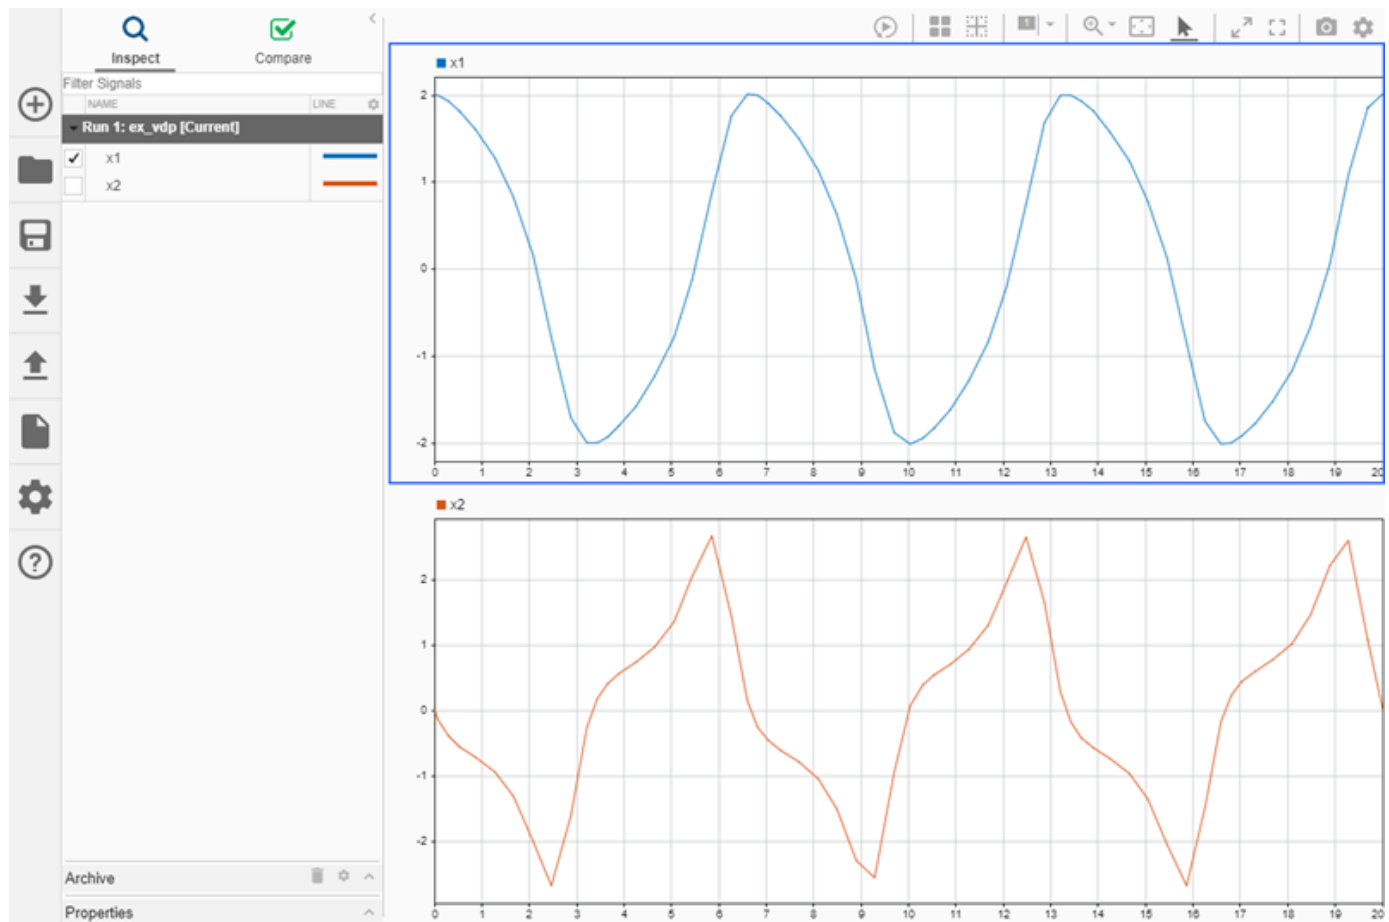 Inspect
Compare
Filter Signals
NAME LINE
Run 1: ex_vdp [Current]
x1
x2
Archive
Properties
1
x1
2
1
0
-1
-2
0 1 2 3 4 5 6 7 8 9 10 11 12 13 14 15 16 17 18 19 20
x2
2
1
0
-1
-2
0 1 2 3 4 5 6 7 8 9 10 11 12 13 14 15 16 17 18 19 20